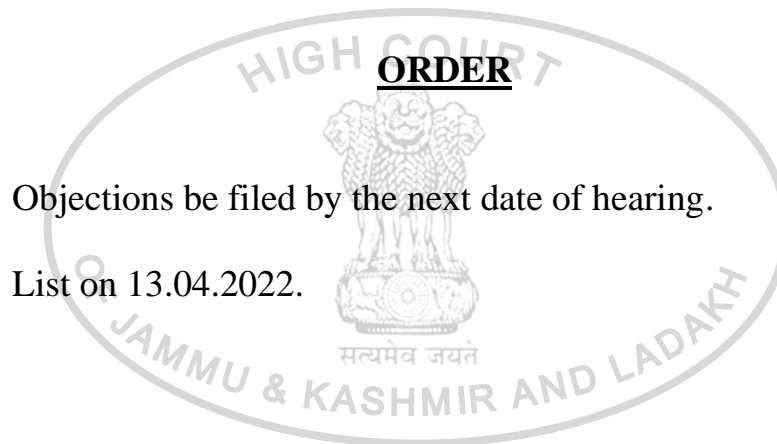 HIGH COURT
ORDER
Objections be filed by the next date of hearing.
List on 13.04.2022.
सत्यमेव जयते
OF JAMMU & KASHMIR AND LADAKH